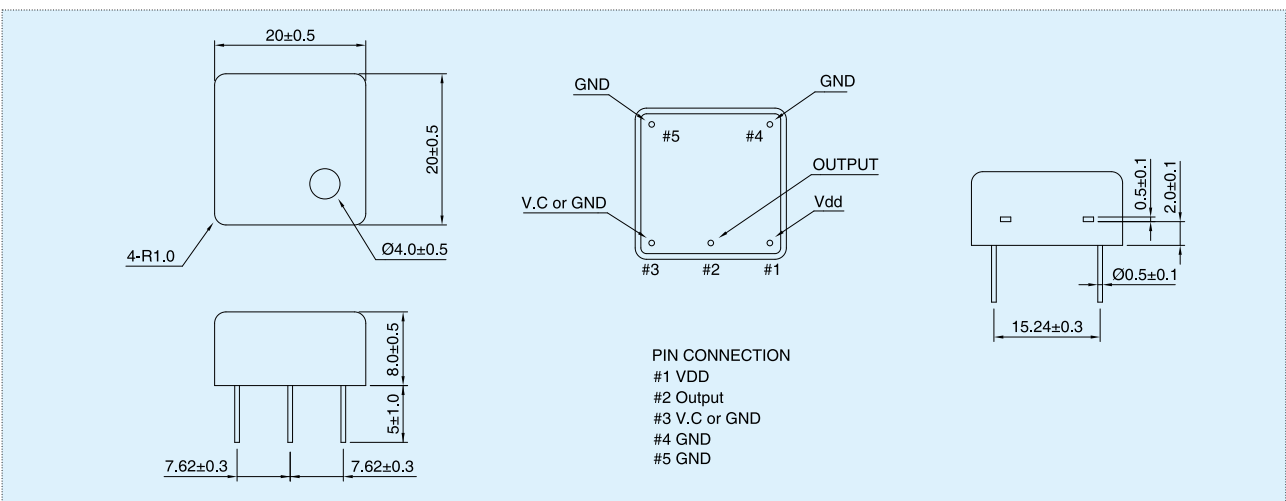 20±0.5
20±0.5
4-R1.0
Ø4.0±0.5
8.0±0.5
5±1.0
7.62±0.3
7.62±0.3
GND
GND
#5
#4
OUTPUT
V.C or GND
Vdd
#3
#2
#1
PIN CONNECTION
#1 VDD
#2 Output
#3 V.C or GND
#4 GND
#5 GND
0.5±0.1
2.0±0.1
Ø0.5±0.1
15.24±0.3